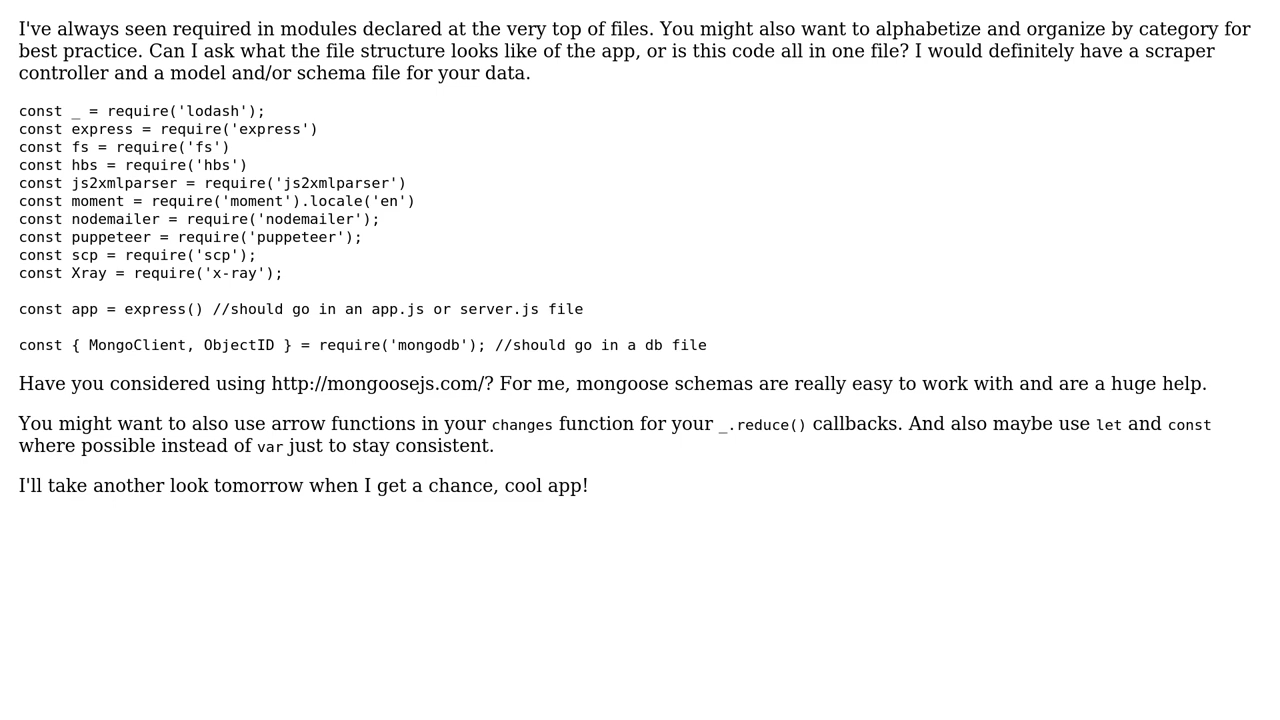 I've always seen required in modules declared at the very top of files. You might also want to alphabetize and organize by category for
best practice. Can I ask what the file structure looks like of the app, or is this code all in one file? I would definitely have a scraper
controller and a model and/or schema file for your data.
const _ = require('lodash');
const express = require('express')
const fs = require('fs')
const hbs = require('hbs')
const js2xmlparser = require('js2xmlparser')
const moment = require('moment').locale('en')
const nodemailer = require('nodemailer');
const puppeteer = require('puppeteer');
const scp = require('scp');
const Xray = require('x-ray');
const app = express() //should go in an app.js or server.js file
const { MongoClient, ObjectID } = require('mongodb'); //should go in a db file
Have you considered using http://mongoosejs.com/? For me, mongoose schemas are really easy to work with and are a huge help.
You might want to also use arrow functions in your changes function for your _.reduce() callbacks. And also maybe use let and const
where possible instead of var just to stay consistent.
I'll take another look tomorrow when I get a chance, cool app!